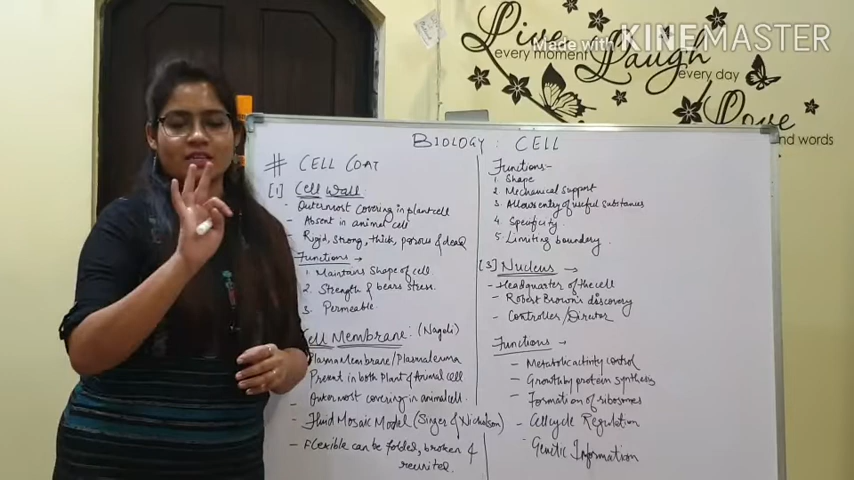 Made with KINEMASTER
Live
every moment
Laugh
every day
Love
Beyond words
BIOLOGY : CELL
# CELL COAT
[1] Cell Wall
- Outermost covering in plant cell
- Absent in animal cell
- Rigid, strong, thick, porous & dead
Functions →
1. Maintains Shape of cell.
2. Strength & bears stress.
3. Permeable.
Cell MEMBRANE: (Nageli)
Plasma Membrane / Plasmalemma
Present in both Plant & Animal Cell
- Outermost covering in animal cell.
- Fluid Mosaic Model (Singer & Nicholson)
- Flexible can be folded, broken & reunited.
Functions:-
1. Shape
2. Mechanical support
3. Allows entry of useful Substances
4. Specificity
5. Limiting boundary.
[3] Nucleus →
- Headquarter of the cell
- Robert Brown's discovery
- Controller / Director
Functions →
- Metabolic activity control
- Growth by protein synthesis
- Formation of ribosomes
- Cell cycle Regulation
- Genetic Information